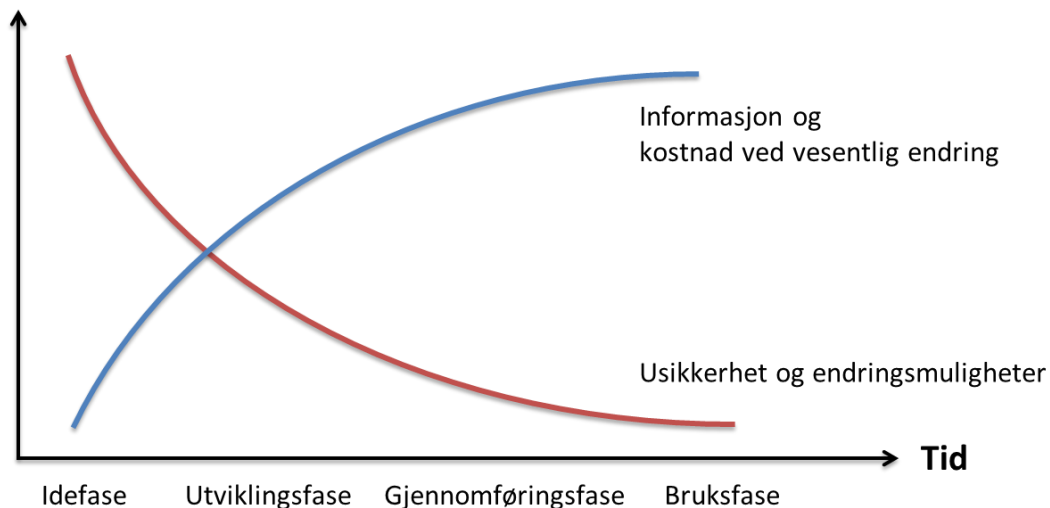 Informasjon og
kostnad ved vesentlig endring
Usikkerhet og endringsmuligheter
Tid
Idefase Utviklingsfase Gjennomføringsfase Bruksfase